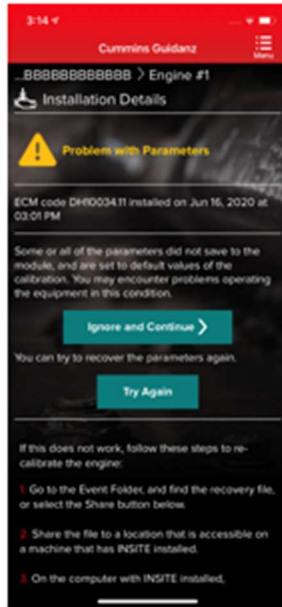 3:14
Cummins Guidanz
Menu
...BBBBBBBBBBBB > Engine #1
Installation Details
Problem with Parameters
ECM code DH10034.11 installed on Jun 16, 2020 at
03:01 PM
Some or all of the parameters did not save to the
module, and are set to default values of the
calibration. You may encounter problems operating
the equipment in this condition.
Ignore and Continue >
You can try to recover the parameters again.
Try Again
If this does not work, follow these steps to re-
calibrate the engine:
1. Go to the Event Folder, and find the recovery file,
or select the Share button below.
2. Share the file to a location that is accessible on
a machine that has INSITE installed.
3. On the computer with INSITE installed,